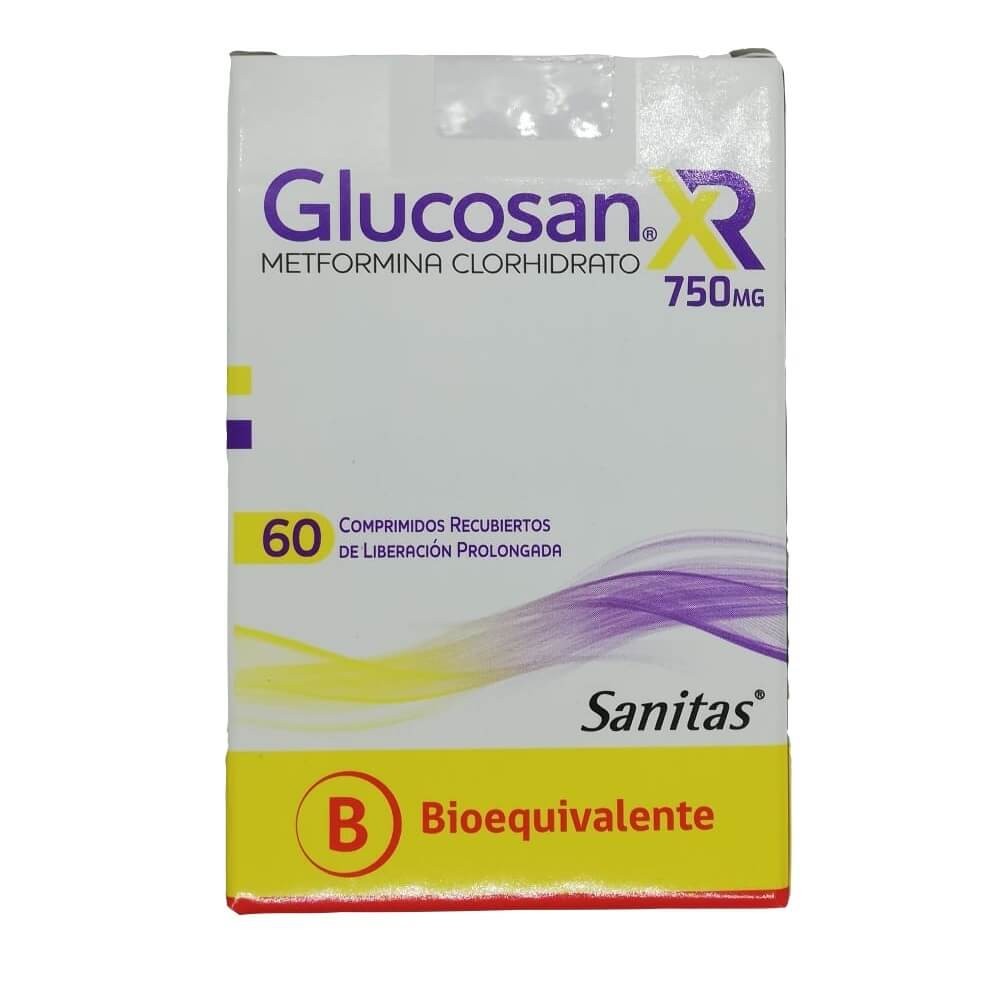 Glucosan® XR
METFORMINA CLORHIDRATO
750MG
60 COMPRIMIDOS RECUBIERTOS
DE LIBERACIÓN PROLONGADA
Sanitas®
B Bioequivalente